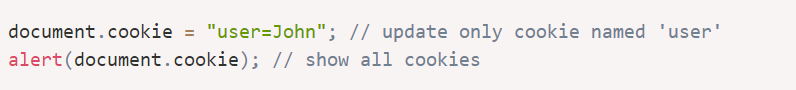 document.cookie = "user=John"; // update only cookie named 'user'
alert(document.cookie); // show all cookies